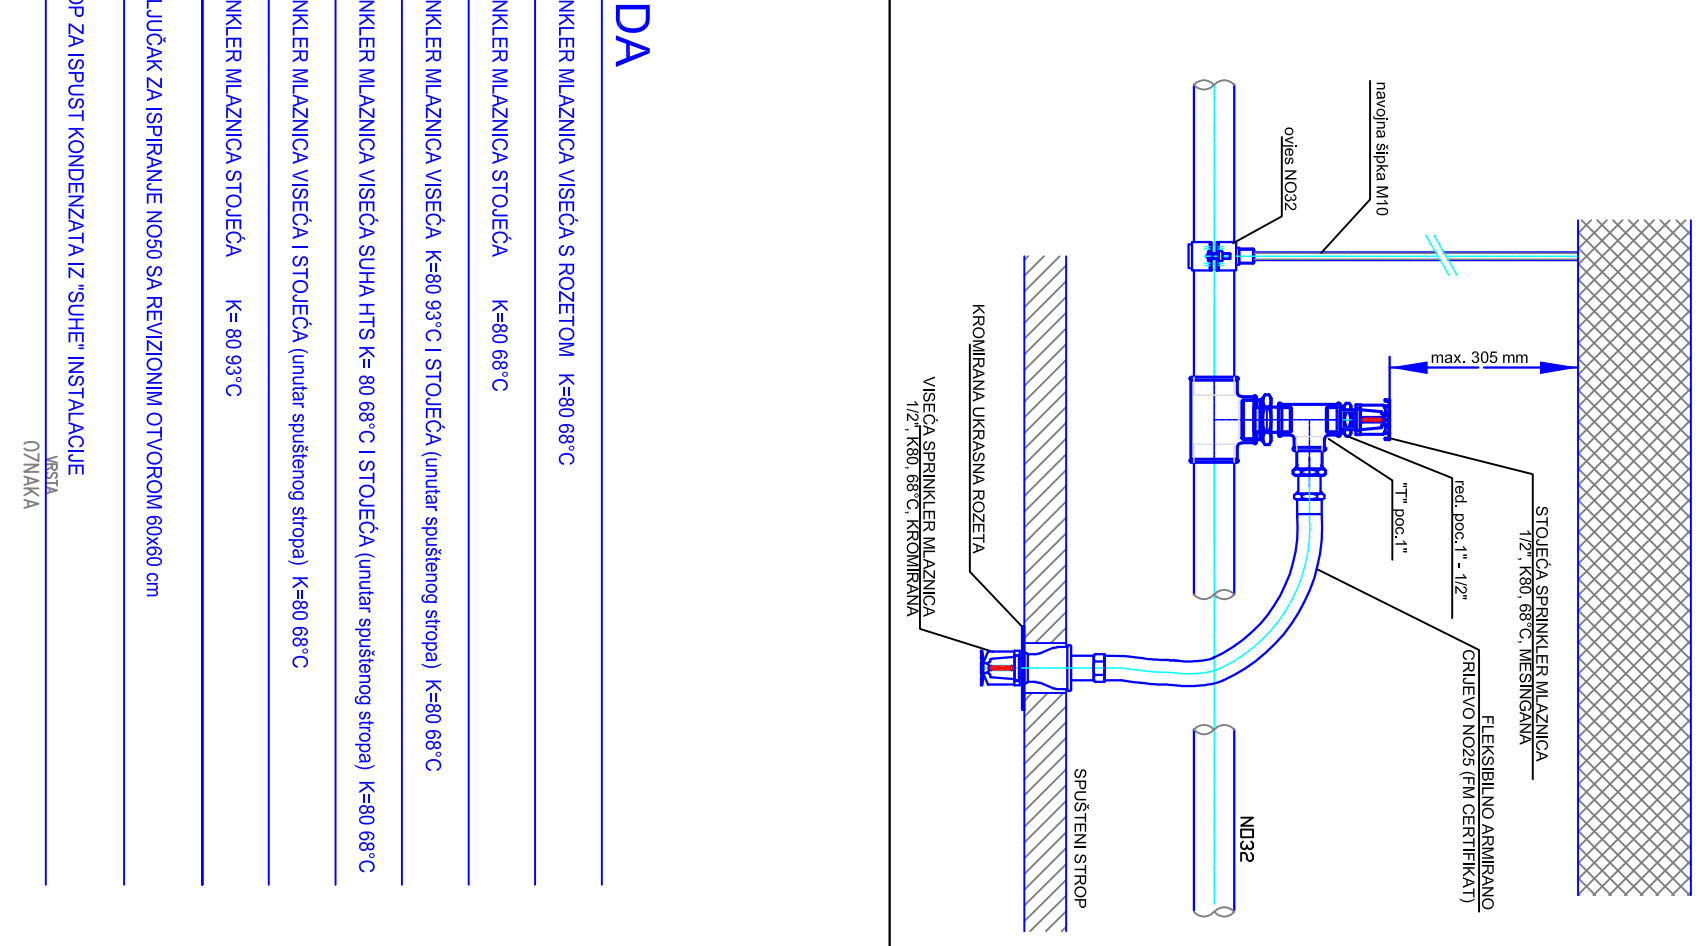 DA
NKLER MLAZNICA VISEĆA S ROZETOM K=80 68°C
NKLER MLAZNICA STOJEĆA K=80 68°C
NKLER MLAZNICA VISEĆA K=80 93°C I STOJEĆA (unutar spuštenog stropa) K=80 68°C
NKLER MLAZNICA VISEĆA SUHA HTS K= 80 68°C I STOJEĆA (unutar spuštenog stropa) K=80 68°C
NKLER MLAZNICA VISEĆA I STOJEĆA (unutar spuštenog stropa) K=80 68°C
NKLER MLAZNICA STOJEĆA K= 80 93°C
LJUČAK ZA ISPIRANJE NO50 SA REVIZIONIM OTVOROM 60x60 cm
OP ZA ISPUST KONDENZATA IZ "SUHE" INSTALACIJE
VRSTA
OZNAKA
navojna šipka M10
ovjes NO32
max. 305 mm
STOJEĆA SPRINKLER MLAZNICA
1/2", K80, 68°C, MESINGANA
red. poc.1" - 1/2"
"T" poc.1"
FLEKSIBILNO ARMIRANO
CRIJEVO NO25 (FM CERTIFIKAT)
NO32
KROMIRANA UKRASNA ROZETA
VISEĆA SPRINKLER MLAZNICA
1/2", K80, 68°C, KROMIRANA
SPUŠTENI STROP